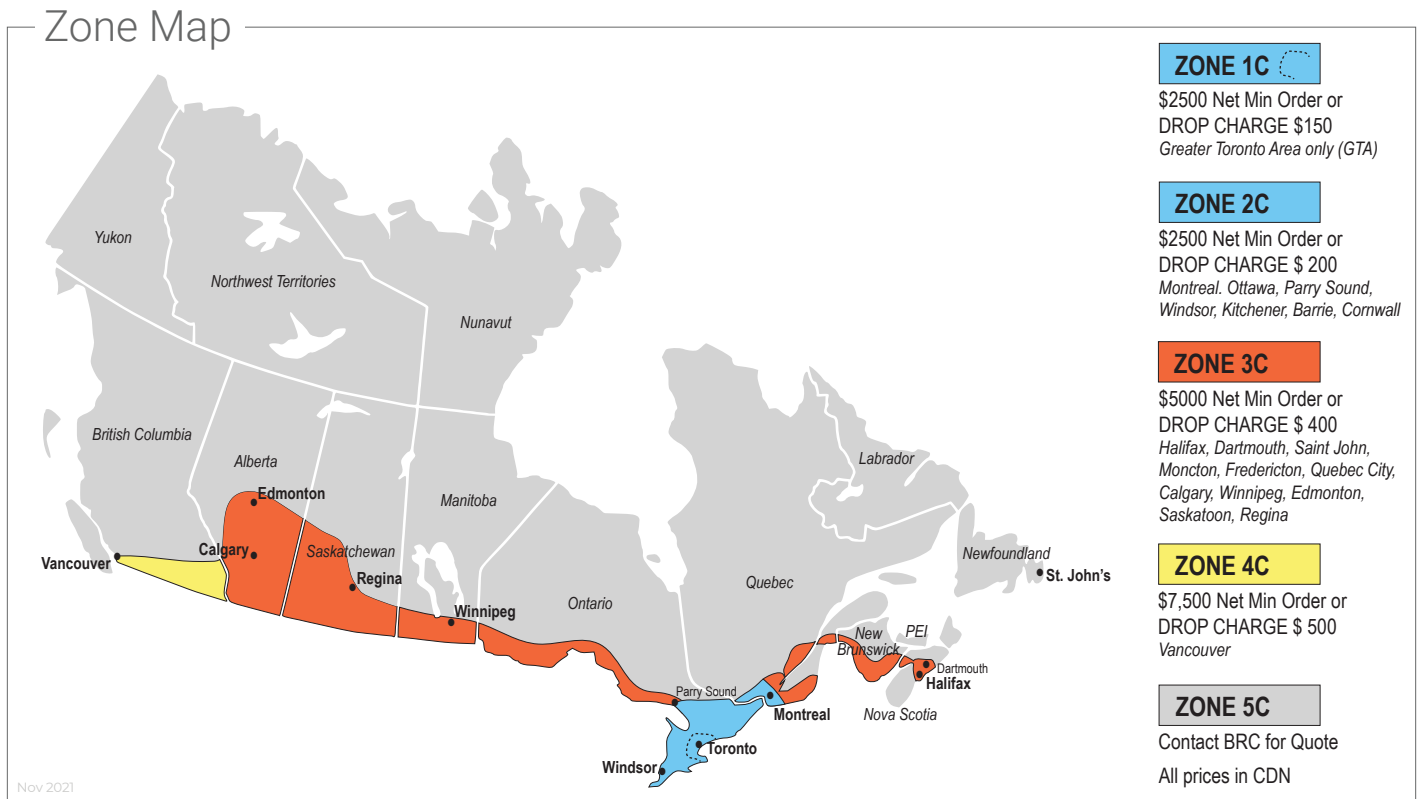 Zone Map
Yukon
Northwest Territories
Nunavut
British Columbia
Alberta
Edmonton
Calgary
Saskatchewan
Manitoba
Vancouver
Regina
Winnipeg
Ontario
Quebec
Labrador
Newfoundland
St. John's
New
Brunswick
PEI
Dartmouth
Halifax
Nova Scotia
Parry Sound
Montreal
Toronto
Windsor
ZONE 1C
$2500 Net Min Order or
DROP CHARGE $150
Greater Toronto Area only (GTA)
ZONE 2C
$2500 Net Min Order or
DROP CHARGE $ 200
Montreal. Ottawa, Parry Sound,
Windsor, Kitchener, Barrie, Cornwall
ZONE 3C
$5000 Net Min Order or
DROP CHARGE $ 400
Halifax, Dartmouth, Saint John,
Moncton, Fredericton, Quebec City,
Calgary, Winnipeg, Edmonton,
Saskatoon, Regina
ZONE 4C
$7,500 Net Min Order or
DROP CHARGE $ 500
Vancouver
ZONE 5C
Contact BRC for Quote
All prices in CDN
Nov 2021